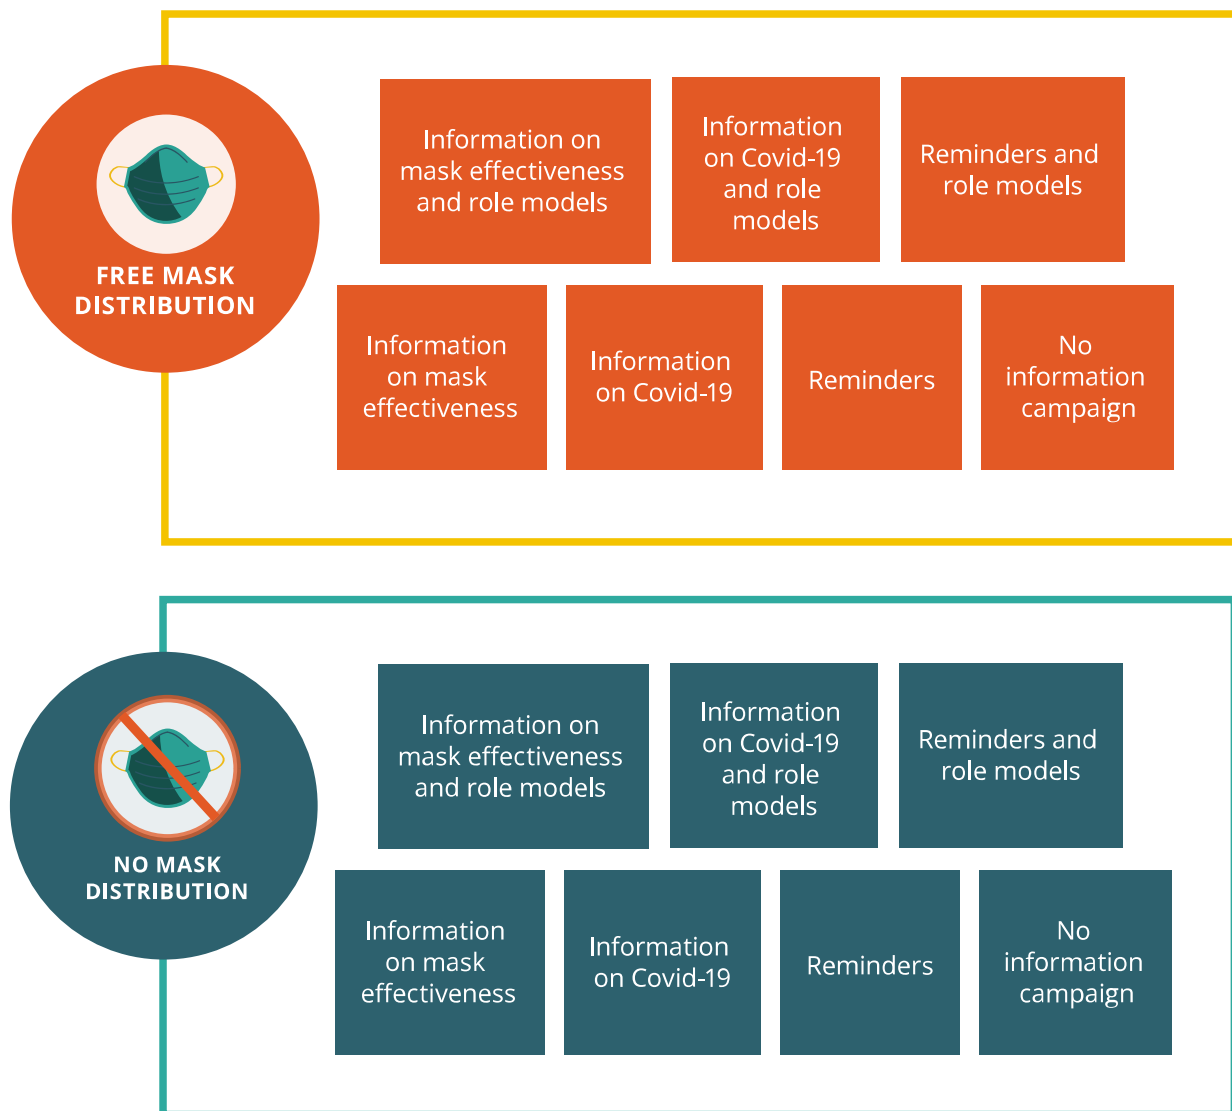 FREE MASK
DISTRIBUTION
Information on
mask effectiveness
and role models
Information
on Covid-19
and role
models
Reminders and
role models
Information
on mask
effectiveness
Information
on Covid-19
Reminders
No
information
campaign
NO MASK
DISTRIBUTION
Information on
mask effectiveness
and role models
Information
on Covid-19
and role
models
Reminders and
role models
Information
on mask
effectiveness
Information
on Covid-19
Reminders
No
information
campaign